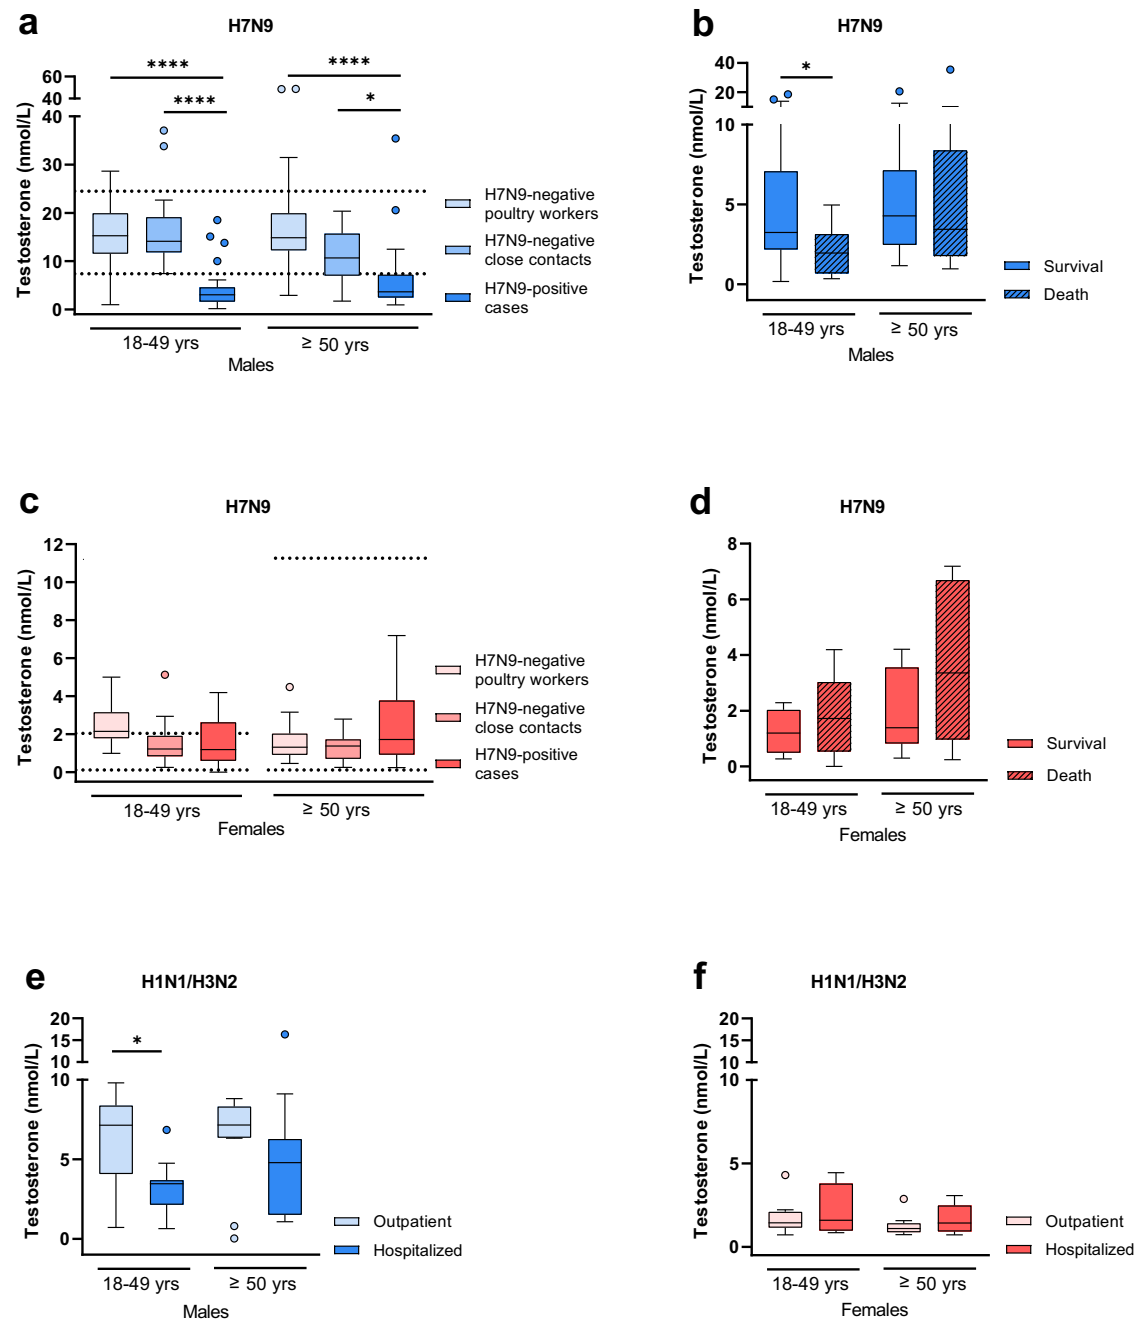 a
H7N9
Testosterone (nmol/L)
60
40
40
30
20
10
0
****
****
****
*
18-49 yrs
≥ 50 yrs
Males
H7N9-negative
poultry workers
H7N9-negative
close contacts
H7N9-positive
cases
b
H7N9
Testosterone (nmol/L)
40
20
10
5
0
*
18-49 yrs
≥ 50 yrs
Males
Survival
Death
c
H7N9
Testosterone (nmol/L)
12
10
8
6
4
2
0
18-49 yrs
≥ 50 yrs
Females
H7N9-negative
poultry workers
H7N9-negative
close contacts
H7N9-positive
cases
d
H7N9
Testosterone (nmol/L)
8
6
4
2
0
18-49 yrs
≥ 50 yrs
Females
Survival
Death
e
H1N1/H3N2
Testosterone (nmol/L)
20
15
10
10
5
0
*
18-49 yrs
≥ 50 yrs
Males
Outpatient
Hospitalized
f
H1N1/H3N2
Testosterone (nmol/L)
20
15
10
10
5
0
18-49 yrs
≥ 50 yrs
Females
Outpatient
Hospitalized